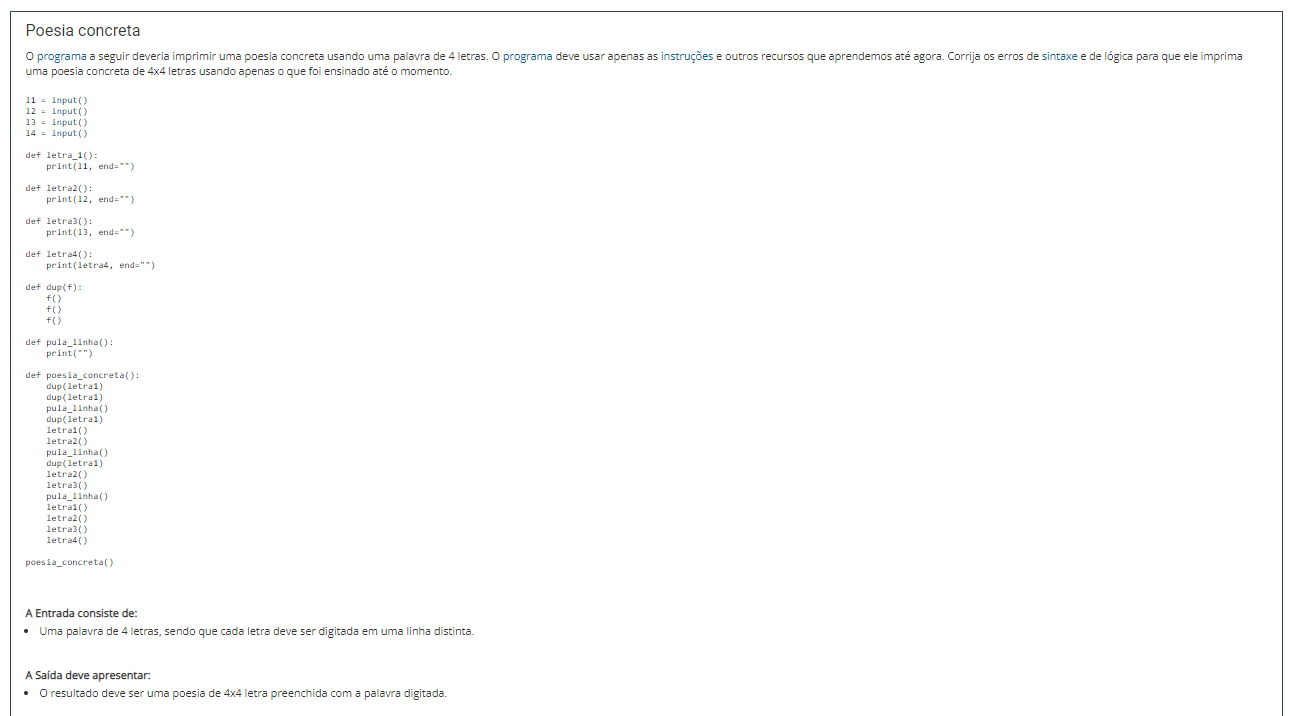 Poesia concreta
O programa a seguir deveria imprimir uma poesia concreta usando uma palavra de 4 letras. O programa deve usar apenas as instruções e outros recursos que aprendemos até agora. Corrija os erros de sintaxe e de lógica para que ele imprima
uma poesia concreta de 4x4 letras usando apenas o que foi ensinado até o momento.
l1 = input()
l2 = input()
l3 = input()
l4 = input()
def letra_1():
    print(l1, end="")
def letra2():
    print(l2, end="")
def letra3():
    print(l3, end="")
def letra4():
    print(letra4, end="")
def dup(f):
    f()
    f()
    f()
def pula_linha():
    print("")
def poesia_concreta():
    dup(letra1)
    dup(letra1)
    pula_linha()
    dup(letra1)
    letra1()
    letra2()
    pula_linha()
    dup(letra1)
    letra2()
    letra3()
    pula_linha()
    letra1()
    letra2()
    letra3()
    letra4()
poesia_concreta()
A Entrada consiste de:
• Uma palavra de 4 letras, sendo que cada letra deve ser digitada em uma linha distinta.
A Saída deve apresentar:
• O resultado deve ser uma poesia de 4x4 letra preenchida com a palavra digitada.